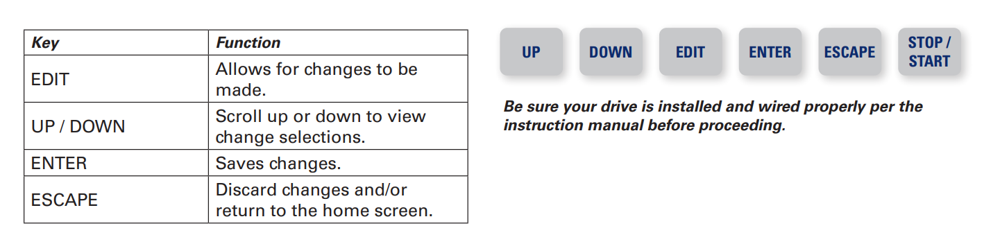 Key Function
EDIT Allows for changes to be
made.
UP / DOWN Scroll up or down to view
change selections.
ENTER Saves changes.
ESCAPE Discard changes and/or
return to the home screen.
UP DOWN EDIT ENTER ESCAPE STOP /
START
Be sure your drive is installed and wired properly per the
instruction manual before proceeding.